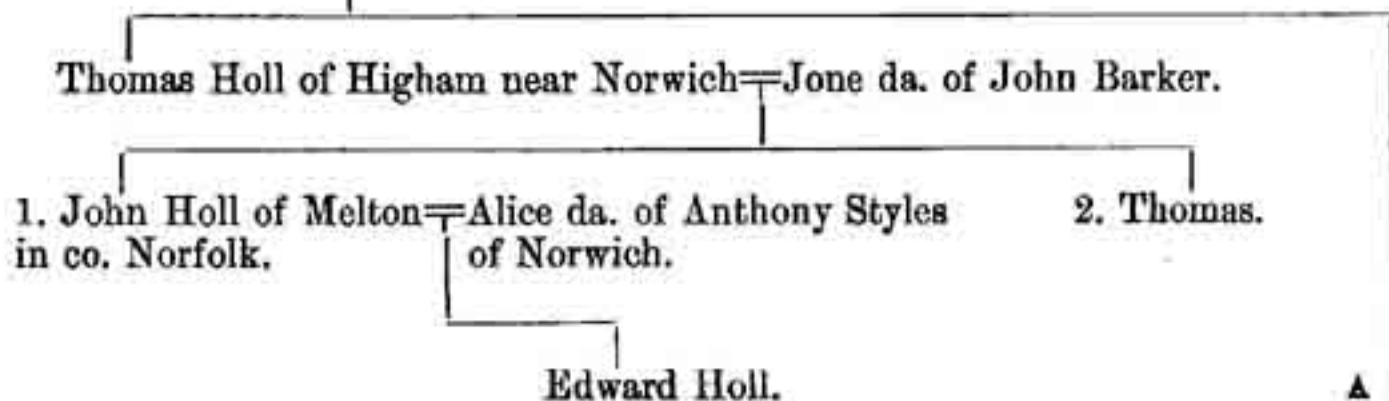 Thomas Holl of Higham near Norwich=Jone da. of John Barker.
1. John Holl of Melton=Alice da. of Anthony Styles 2. Thomas.
in co. Norfolk. of Norwich.
Edward Holl. A